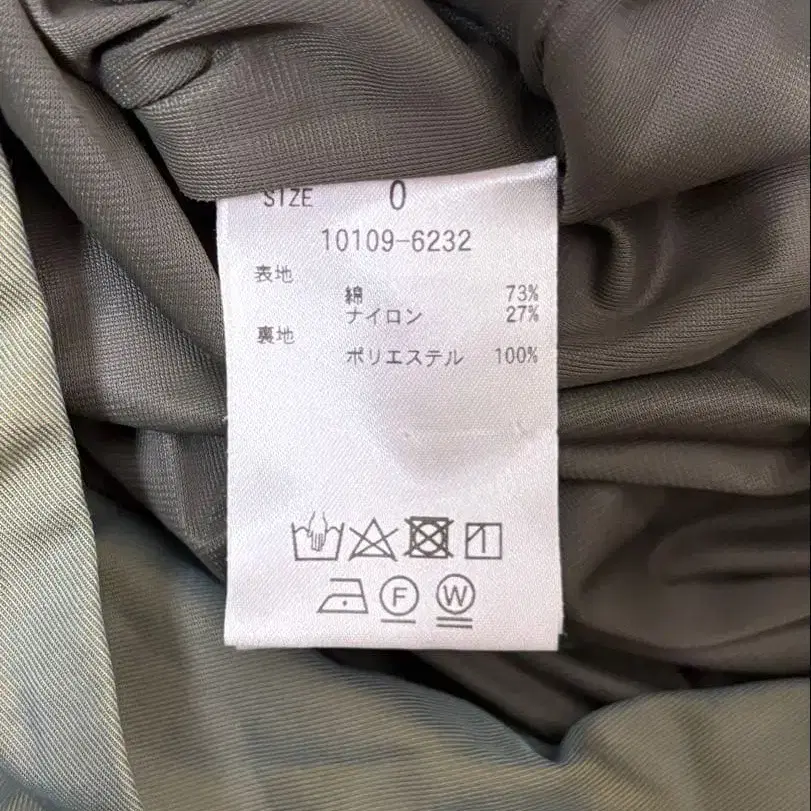 SIZE 0
10109-6232
表地
綿 73%
ナイロン 27%
裏地
ポリエステル 100%
F W